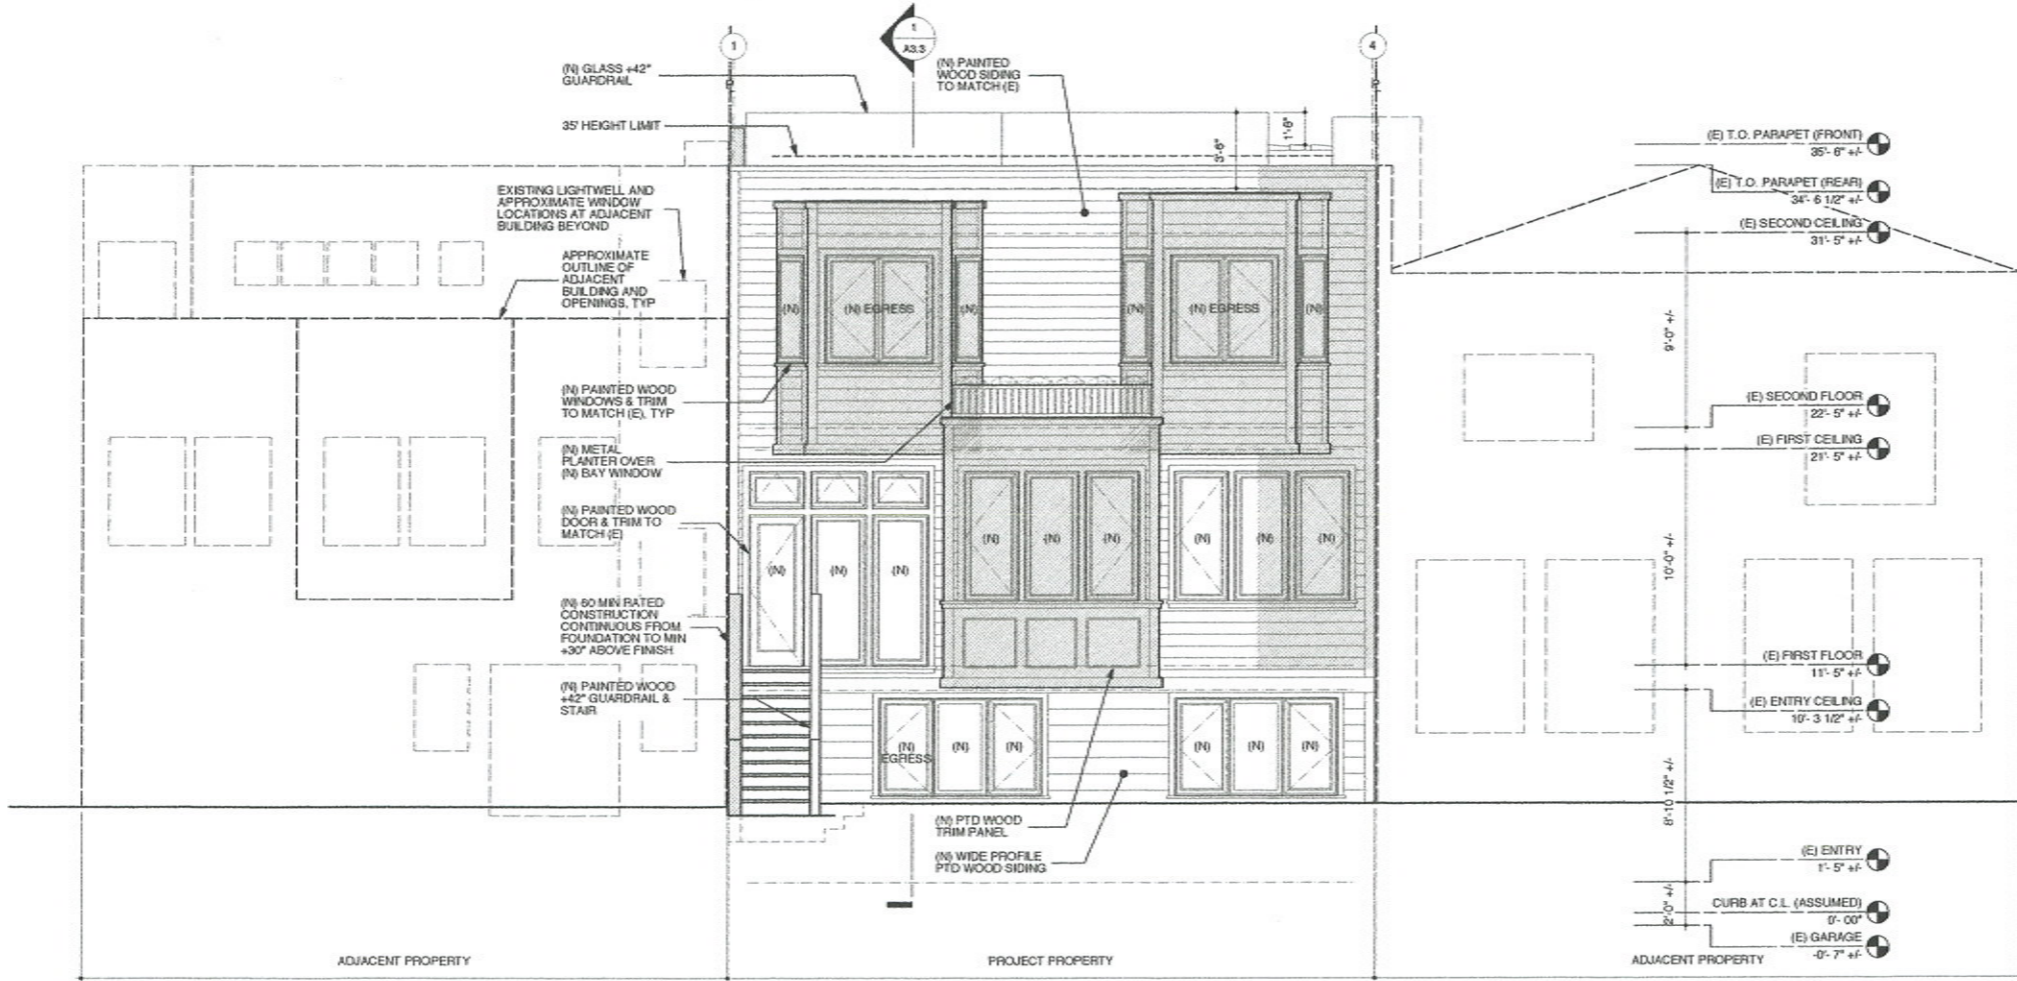 1
A3.3
1
4
(N) GLASS +42"
GUARDRAIL
(N) PAINTED
WOOD SIDING
TO MATCH (E)
35' HEIGHT LIMIT
3'-6"
1'-6"
EXISTING LIGHTWELL AND
APPROXIMATE WINDOW
LOCATIONS AT ADJACENT
BUILDING BEYOND
APPROXIMATE
OUTLINE OF
ADJACENT
BUILDING AND
OPENINGS, TYP
(N)
(N) EGRESS
(N)
(N)
(N) EGRESS
(N)
(N) PAINTED WOOD
WINDOWS & TRIM
TO MATCH (E), TYP
(N) METAL
PLANTER OVER
(N) BAY WINDOW
(N) PAINTED WOOD
DOOR & TRIM TO
MATCH (E)
(N)
(N)
(N)
(N)
(N)
(N)
(N)
(N)
(N)
(N) 60 MIN RATED
CONSTRUCTION
CONTINUOUS FROM
FOUNDATION TO MIN
+30" ABOVE FINISH
(N) PAINTED WOOD
+42" GUARDRAIL &
STAIR
(N)
EGRESS
(N)
(N)
(N)
(N)
(N)
(N) PTD WOOD
TRIM PANEL
(N) WIDE PROFILE
PTD WOOD SIDING
(E) T.O. PARAPET (FRONT)
35'- 6" +/-
(E) T.O. PARAPET (REAR)
34'- 6 1/2" +/-
(E) SECOND CEILING
31'- 5" +/-
9'-0" +/-
(E) SECOND FLOOR
22'- 5" +/-
(E) FIRST CEILING
21'- 5" +/-
10'-0" +/-
(E) FIRST FLOOR
11'- 5" +/-
(E) ENTRY CEILING
10'- 3 1/2" +/-
8'-10 1/2" +/-
(E) ENTRY
1'- 5" +/-
2'-0" +/-
CURB AT C.L. (ASSUMED)
0'- 00"
(E) GARAGE
-0'- 7" +/-
ADJACENT PROPERTY
PROJECT PROPERTY
ADJACENT PROPERTY